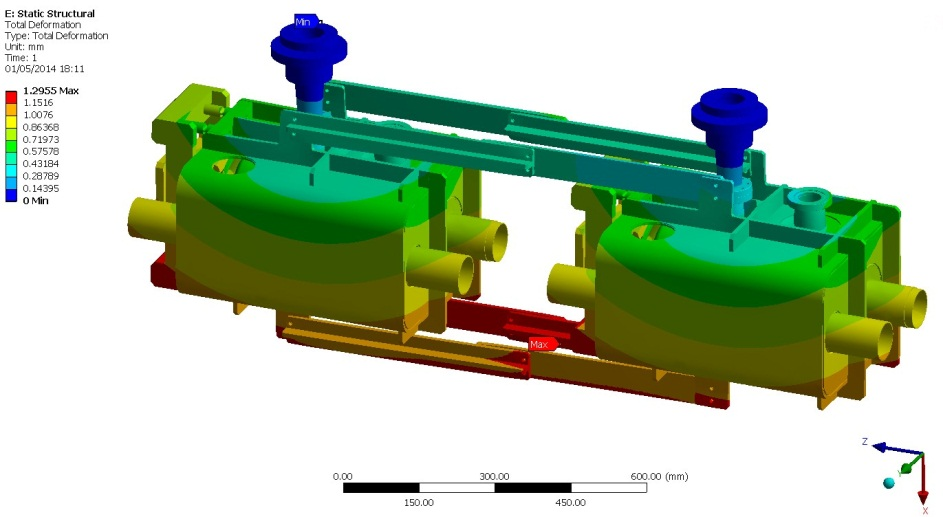 E: Static Structural
Total Deformation
Type: Total Deformation
Unit: mm
Time: 1
01/05/2014 18:11
1.2955 Max
1.1516
1.0076
0.86368
0.71973
0.57578
0.43184
0.28789
0.14395
0 Min
Min
Max
0.00 300.00 600.00 (mm)
150.00 450.00
Z
Y
X